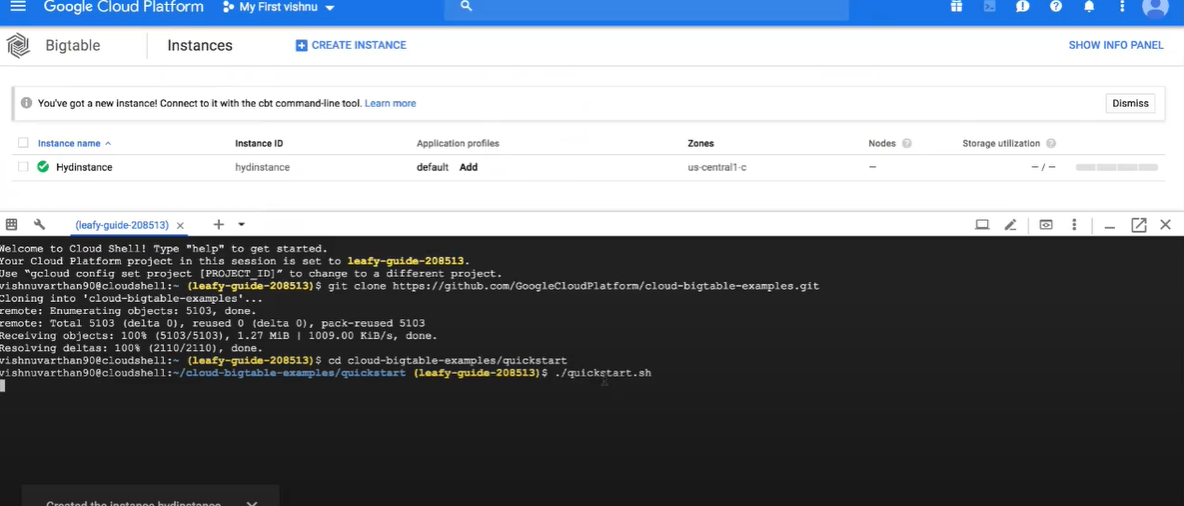 Google Cloud Platform My First vishnu
Bigtable Instances CREATE INSTANCE SHOW INFO PANEL
You've got a new instance! Connect to it with the cbt command-line tool. Learn more Dismiss
Instance name Instance ID Application profiles Zones Nodes Storage utilization
Hydinstance hydinstance default Add us-central1-c – – / –
(leafy-guide-208513)
Welcome to Cloud Shell! Type "help" to get started.
Your Cloud Platform project in this session is set to leafy-guide-208513.
Use “gcloud config set project [PROJECT_ID]” to change to a different project.
vishnuvarthan90@cloudshell:~ (leafy-guide-208513)$ git clone https://github.com/GoogleCloudPlatform/cloud-bigtable-examples.git
Cloning into 'cloud-bigtable-examples'...
remote: Enumerating objects: 5103, done.
remote: Total 5103 (delta 0), reused 0 (delta 0), pack-reused 5103
Receiving objects: 100% (5103/5103), 1.27 MiB | 1009.00 KiB/s, done.
Resolving deltas: 100% (2110/2110), done.
vishnuvarthan90@cloudshell:~ (leafy-guide-208513)$ cd cloud-bigtable-examples/quickstart
vishnuvarthan90@cloudshell:~/cloud-bigtable-examples/quickstart (leafy-guide-208513)$ ./quickstart.sh
Created the instance hydinstance